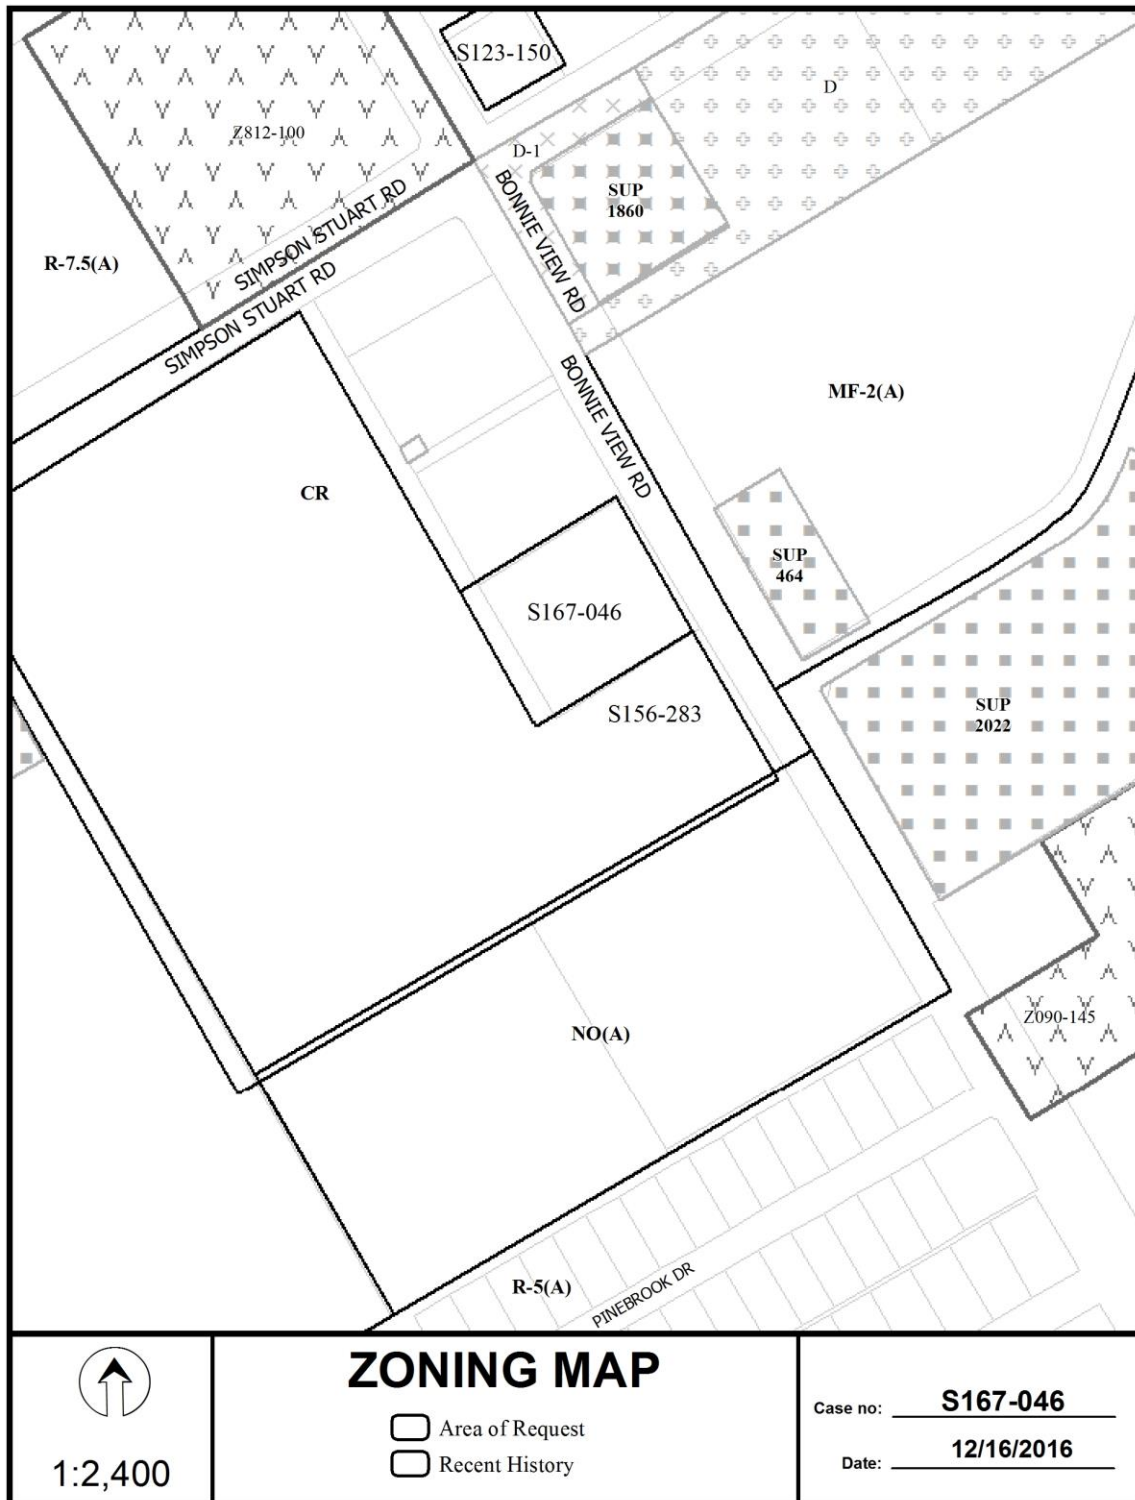 S123-150
D
Z812-100
D-1
SUP
1860
BONNIE VIEW RD
SIMPSON STUART RD
R-7.5(A)
SIMPSON STUART RD
BONNIE VIEW RD
MF-2(A)
CR
SUP
464
S167-046
S156-283
SUP
2022
Z090-145
NO(A)
R-5(A)
PINEBROOK DR
1:2,400
ZONING MAP
Area of Request
Recent History
Case no: S167-046
Date: 12/16/2016